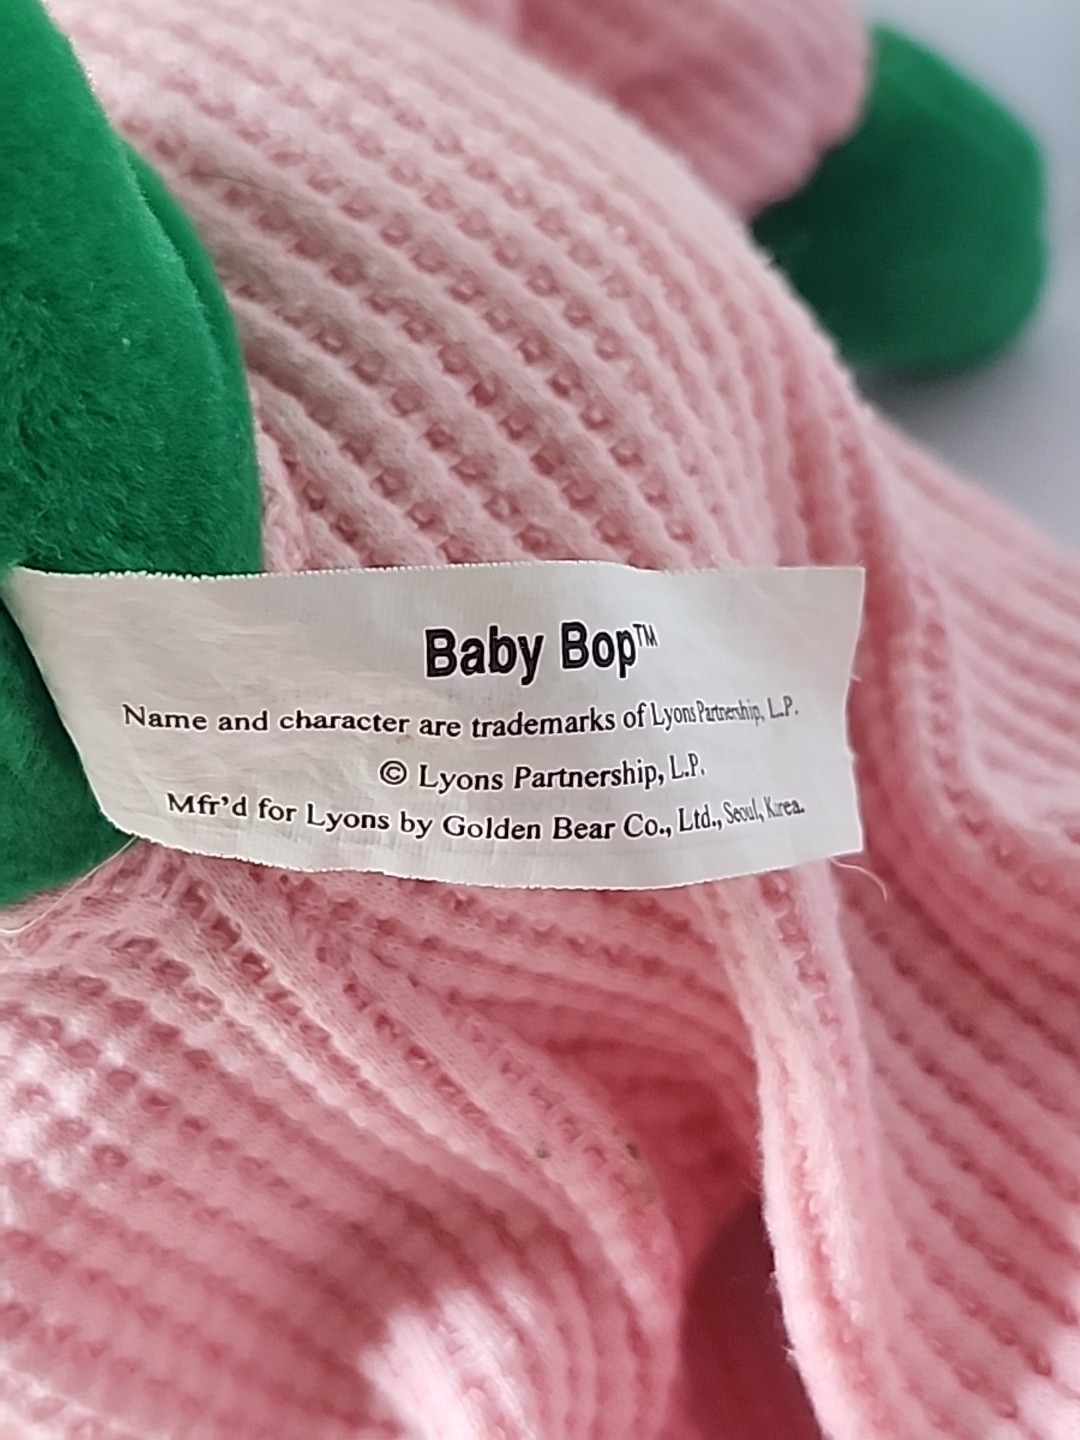 Baby Bop™
Name and character are trademarks of Lyons Partnership, L.P.
© Lyons Partnership, L.P.
Mfr'd for Lyons by Golden Bear Co., Ltd., Seoul, Korea.